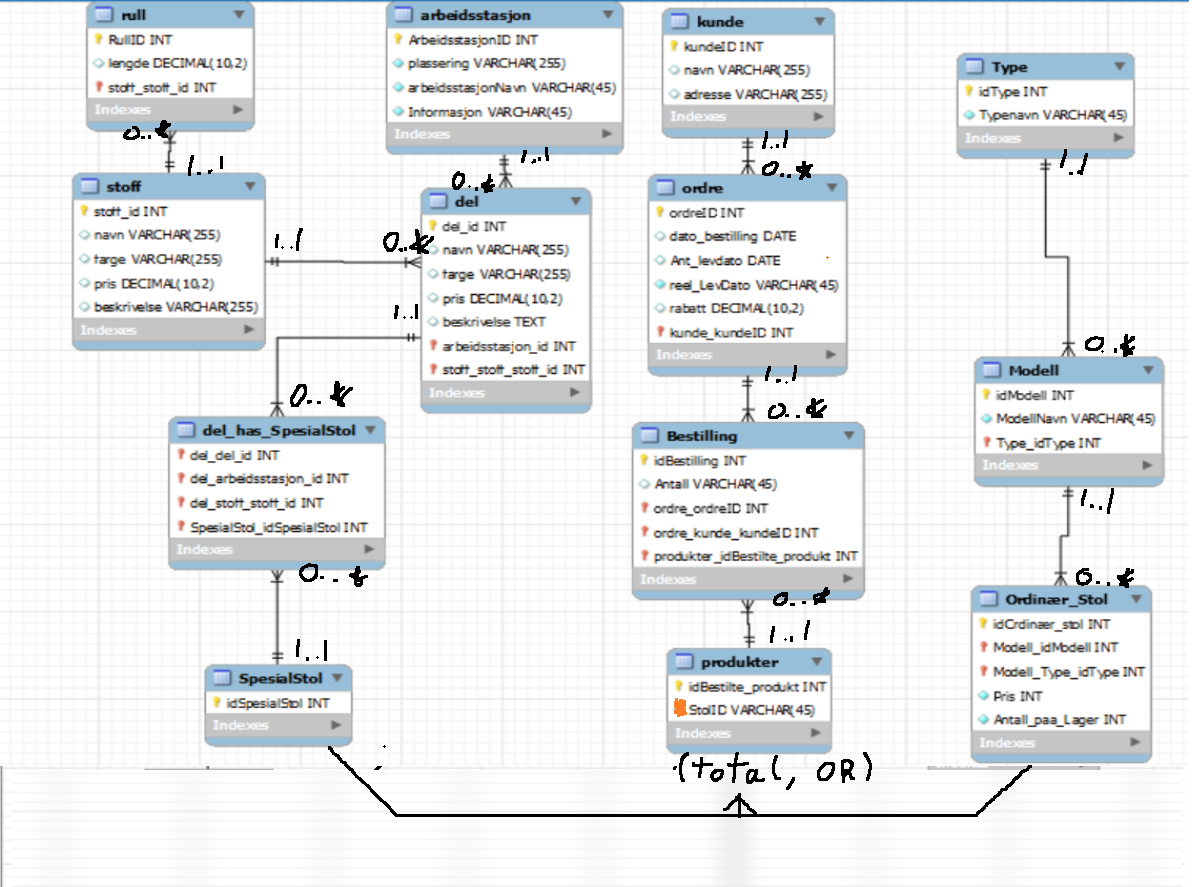 rull
RullID INT
lengde DECIMAL(10,2)
stoff_stoff_id INT
Indexes
0..*
1..1
stoff
stoff_id INT
navn VARCHAR(255)
farge VARCHAR(255)
pris DECIMAL(10,2)
beskrivelse VARCHAR(255)
Indexes
1..1
0..*
arbeidsstasjon
ArbeidsstasjonID INT
plassering VARCHAR(255)
arbeidsstasjonNavn VARCHAR(45)
Informasjon VARCHAR(45)
Indexes
1..1
0..*
del
del_id INT
navn VARCHAR(255)
farge VARCHAR(255)
pris DECIMAL(10,2)
beskrivelse TEXT
arbeidsstasjon_id INT
stoff_stoff_stoff_id INT
Indexes
1..1
0..*
del_has_SpesialStol
del_del_id INT
del_arbeidsstasjon_id INT
del_stoff_stoff_id INT
SpesialStol_idSpesialStol INT
Indexes
0..*
1..1
SpesialStol
idSpesialStol INT
Indexes
kunde
kundeID INT
navn VARCHAR(255)
adresse VARCHAR(255)
Indexes
1..1
0..*
ordre
ordreID INT
dato_bestilling DATE
Ant_levdato DATE
reel_LevDato VARCHAR(45)
rabatt DECIMAL(10,2)
kunde_kundeID INT
Indexes
1..1
0..*
Bestilling
idBestilling INT
Antall VARCHAR(45)
ordre_ordreID INT
ordre_kunde_kundeID INT
produkter_idBestilte_produkt INT
Indexes
0..*
1..1
produkter
idBestilte_produkt INT
StolID VARCHAR(45)
Indexes
(total, OR)
Type
idType INT
Typenavn VARCHAR(45)
Indexes
1..1
0..*
Modell
idModell INT
ModellNavn VARCHAR(45)
Type_idType INT
Indexes
1..1
0..*
Ordinær_Stol
idOrdinær_stol INT
Modell_idModell INT
Modell_Type_idType INT
Pris INT
Antall_paa_Lager INT
Indexes